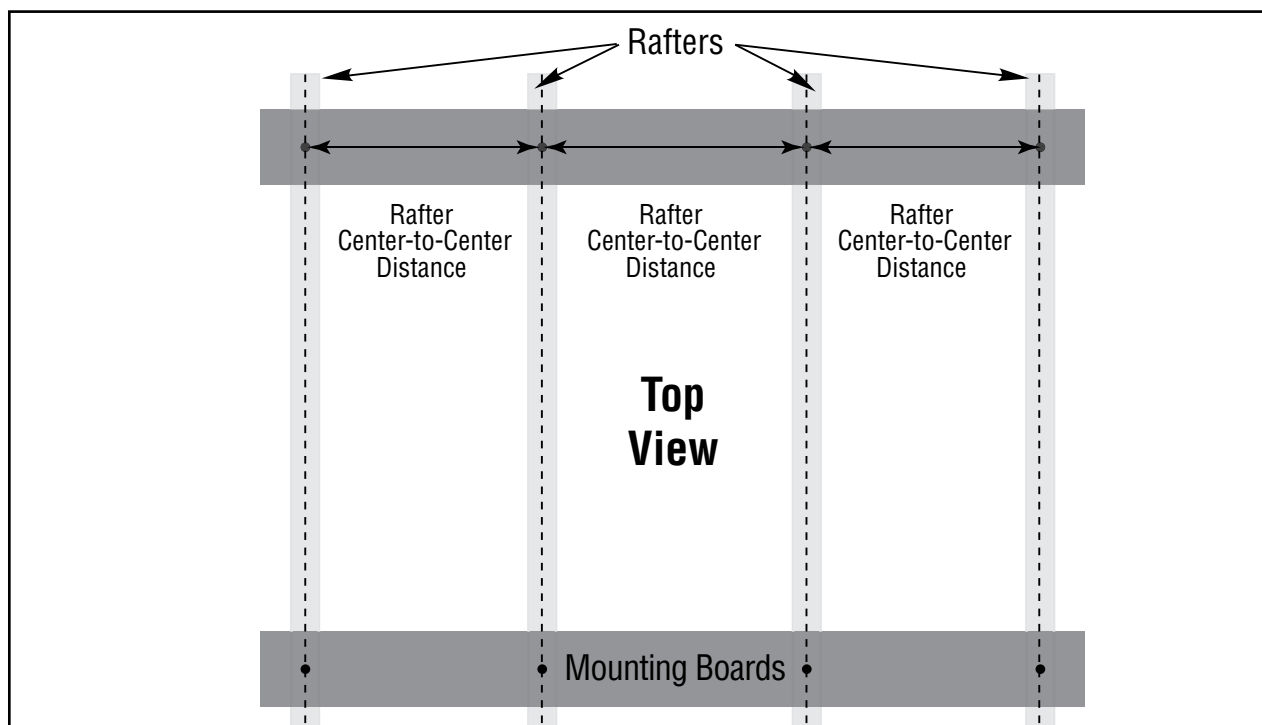 Rafters
Rafter
Center-to-Center
Distance
Rafter
Center-to-Center
Distance
Rafter
Center-to-Center
Distance
Top
View
Mounting Boards